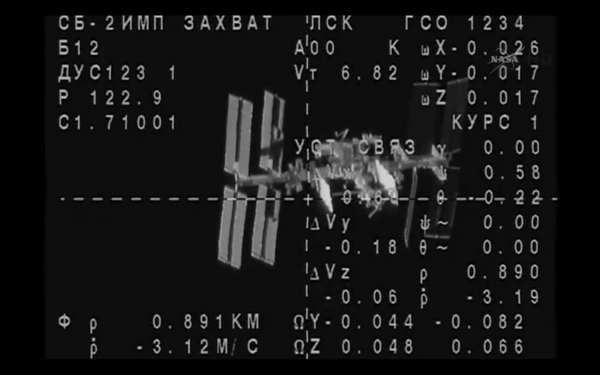 СБ-2ИМП ЗАХВАТ ЛСК ГСО 1234
Б12 А00 К ωX-0.026
NASA
ДУС123 1 Vт 6.82 ωY-0.017
Р 122.9 ωZ 0.017
С1.71001 КУРС 1
УСТ СВЯЗ γ 0.00
0.58
θ -0.22
ΔVy ψ~ 0.00
-0.18 θ~ 0.00
ΔVz ρ 0.890
-0.06 ρ̇ -3.19
Ф ρ 0.891КМ ΩY-0.044 -0.082
ρ̇ -3.12М/С ΩZ 0.048 0.066